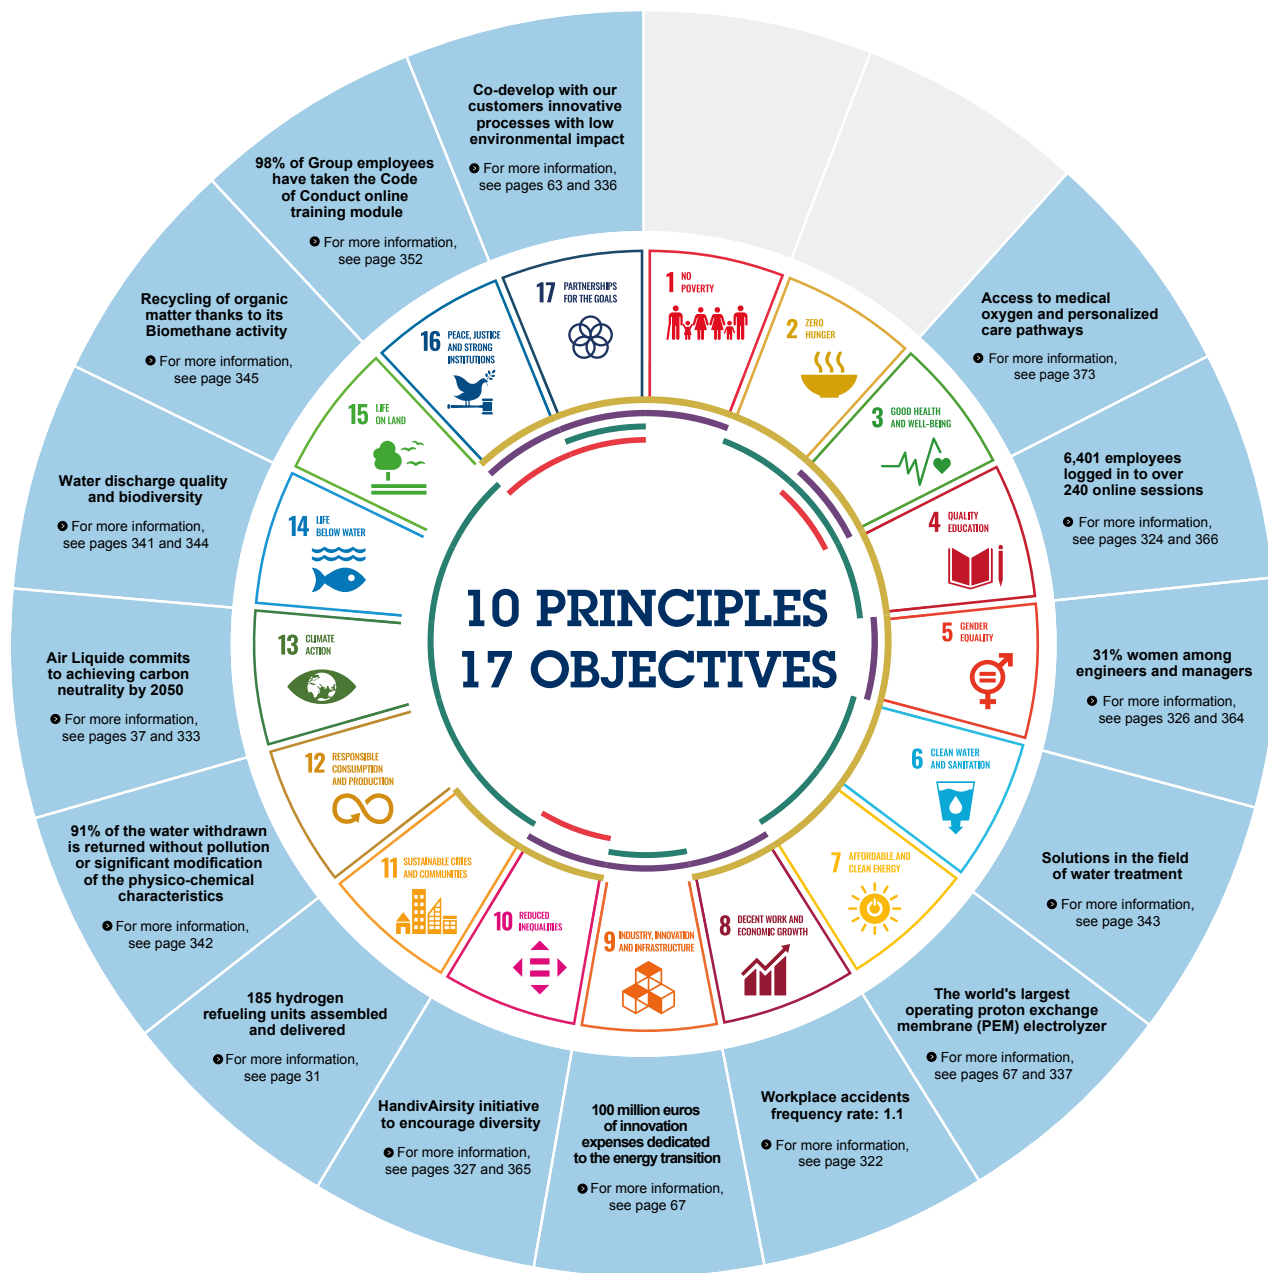 10 PRINCIPLES
17 OBJECTIVES
1 NO
POVERTY
2 ZERO
HUNGER
3 GOOD HEALTH
AND WELL-BEING
Access to medical
oxygen and personalized
care pathways
For more information,
see page 373
4 QUALITY
EDUCATION
6,401 employees
logged in to over
240 online sessions
For more information,
see pages 324 and 366
5 GENDER
EQUALITY
31% women among
engineers and managers
For more information,
see pages 326 and 364
6 CLEAN WATER
AND SANITATION
Solutions in the field
of water treatment
For more information,
see page 343
7 AFFORDABLE AND
CLEAN ENERGY
The world's largest
operating proton exchange
membrane (PEM) electrolyzer
For more information,
see pages 67 and 337
8 DECENT WORK AND
ECONOMIC GROWTH
Workplace accidents
frequency rate: 1.1
For more information,
see page 322
9 INDUSTRY, INNOVATION
AND INFRASTRUCTURE
100 million euros
of innovation
expenses dedicated
to the energy transition
For more information,
see page 67
10 REDUCED
INEQUALITIES
HandivAirsity initiative
to encourage diversity
For more information,
see pages 327 and 365
11 SUSTAINABLE CITIES
AND COMMUNITIES
185 hydrogen
refueling units assembled
and delivered
For more information,
see page 31
12 RESPONSIBLE
CONSUMPTION
AND PRODUCTION
91% of the water withdrawn
is returned without pollution
or significant modification
of the physico-chemical
characteristics
For more information,
see page 342
13 CLIMATE
ACTION
Air Liquide commits
to achieving carbon
neutrality by 2050
For more information,
see pages 37 and 333
14 LIFE
BELOW WATER
Water discharge quality
and biodiversity
For more information,
see pages 341 and 344
15 LIFE
ON LAND
Recycling of organic
matter thanks to its
Biomethane activity
For more information,
see page 345
16 PEACE, JUSTICE
AND STRONG
INSTITUTIONS
98% of Group employees
have taken the Code
of Conduct online
training module
For more information,
see page 352
17 PARTNERSHIPS
FOR THE GOALS
Co-develop with our
customers innovative
processes with low
environmental impact
For more information,
see pages 63 and 336